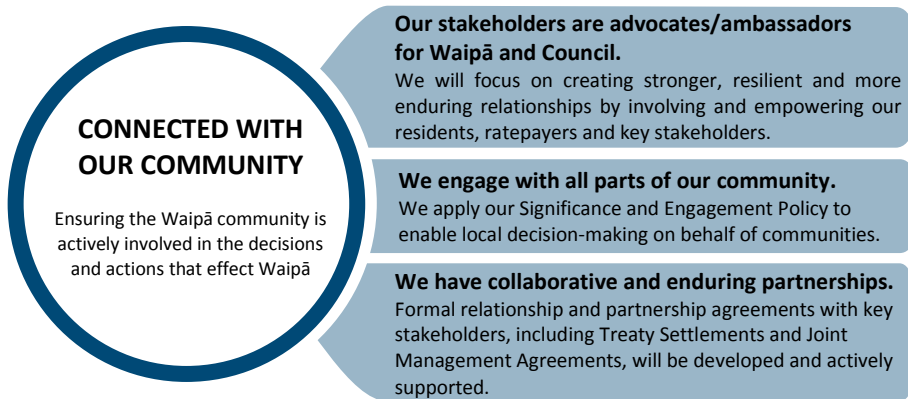 CONNECTED WITH
OUR COMMUNITY
Ensuring the Waipā community is
actively involved in the decisions
and actions that effect Waipā
Our stakeholders are advocates/ambassadors
for Waipā and Council.
We will focus on creating stronger, resilient and more
enduring relationships by involving and empowering our
residents, ratepayers and key stakeholders.
We engage with all parts of our community.
We apply our Significance and Engagement Policy to
enable local decision-making on behalf of communities.
We have collaborative and enduring partnerships.
Formal relationship and partnership agreements with key
stakeholders, including Treaty Settlements and Joint
Management Agreements, will be developed and actively
supported.